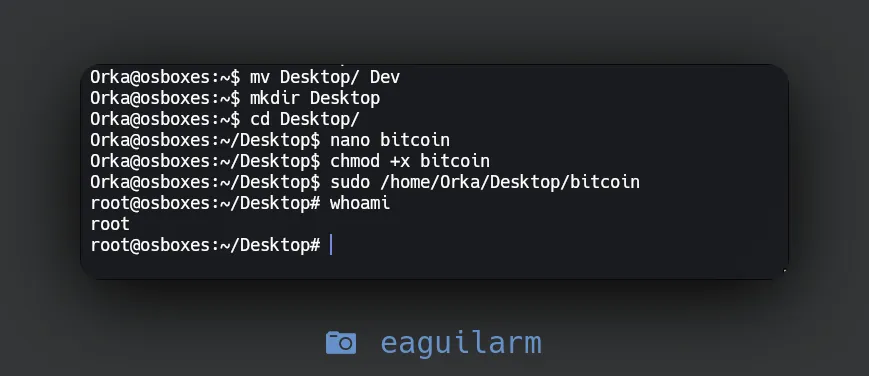 Orka@osboxes:~$ mv Desktop/ Dev
Orka@osboxes:~$ mkdir Desktop
Orka@osboxes:~$ cd Desktop/
Orka@osboxes:~/Desktop$ nano bitcoin
Orka@osboxes:~/Desktop$ chmod +x bitcoin
Orka@osboxes:~/Desktop$ sudo /home/Orka/Desktop/bitcoin
root@osboxes:~/Desktop# whoami
root
root@osboxes:~/Desktop#
eaguilarm